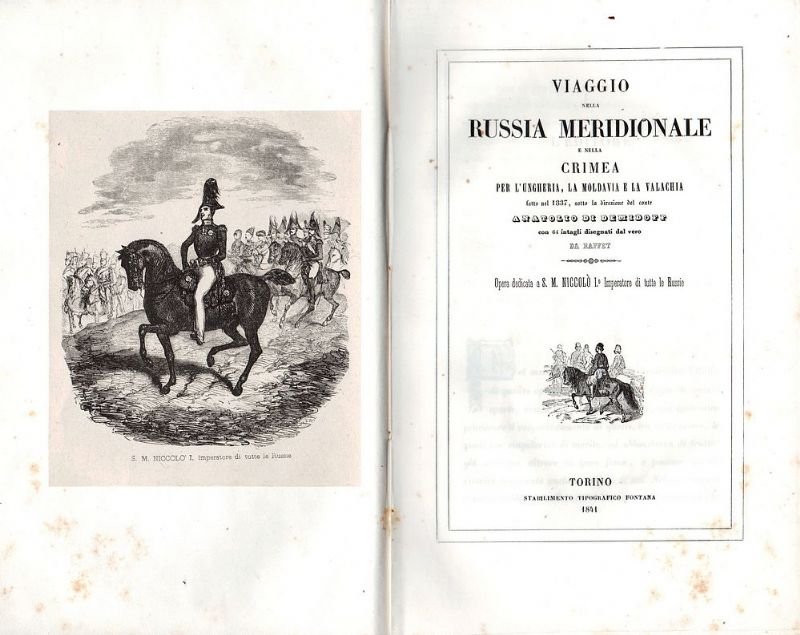 S. M. NICCOLÒ I. Imperatore di tutte le Russie
VIAGGIO
NELLA
RUSSIA MERIDIONALE
E NELLA
CRIMEA
PER L'UNGHERIA, LA MOLDAVIA E LA VALACHIA
fatto nel 1837, sotto la direzione del conte
ANATOLIO DI DEMIDOFF
con 64 intagli disegnati dal vero
DA RAFFET
Opera dedicata a S. M. NICCOLÒ I.º Imperatore di tutte le Russie
TORINO
STABILIMENTO TIPOGRAFICO FONTANA
1841